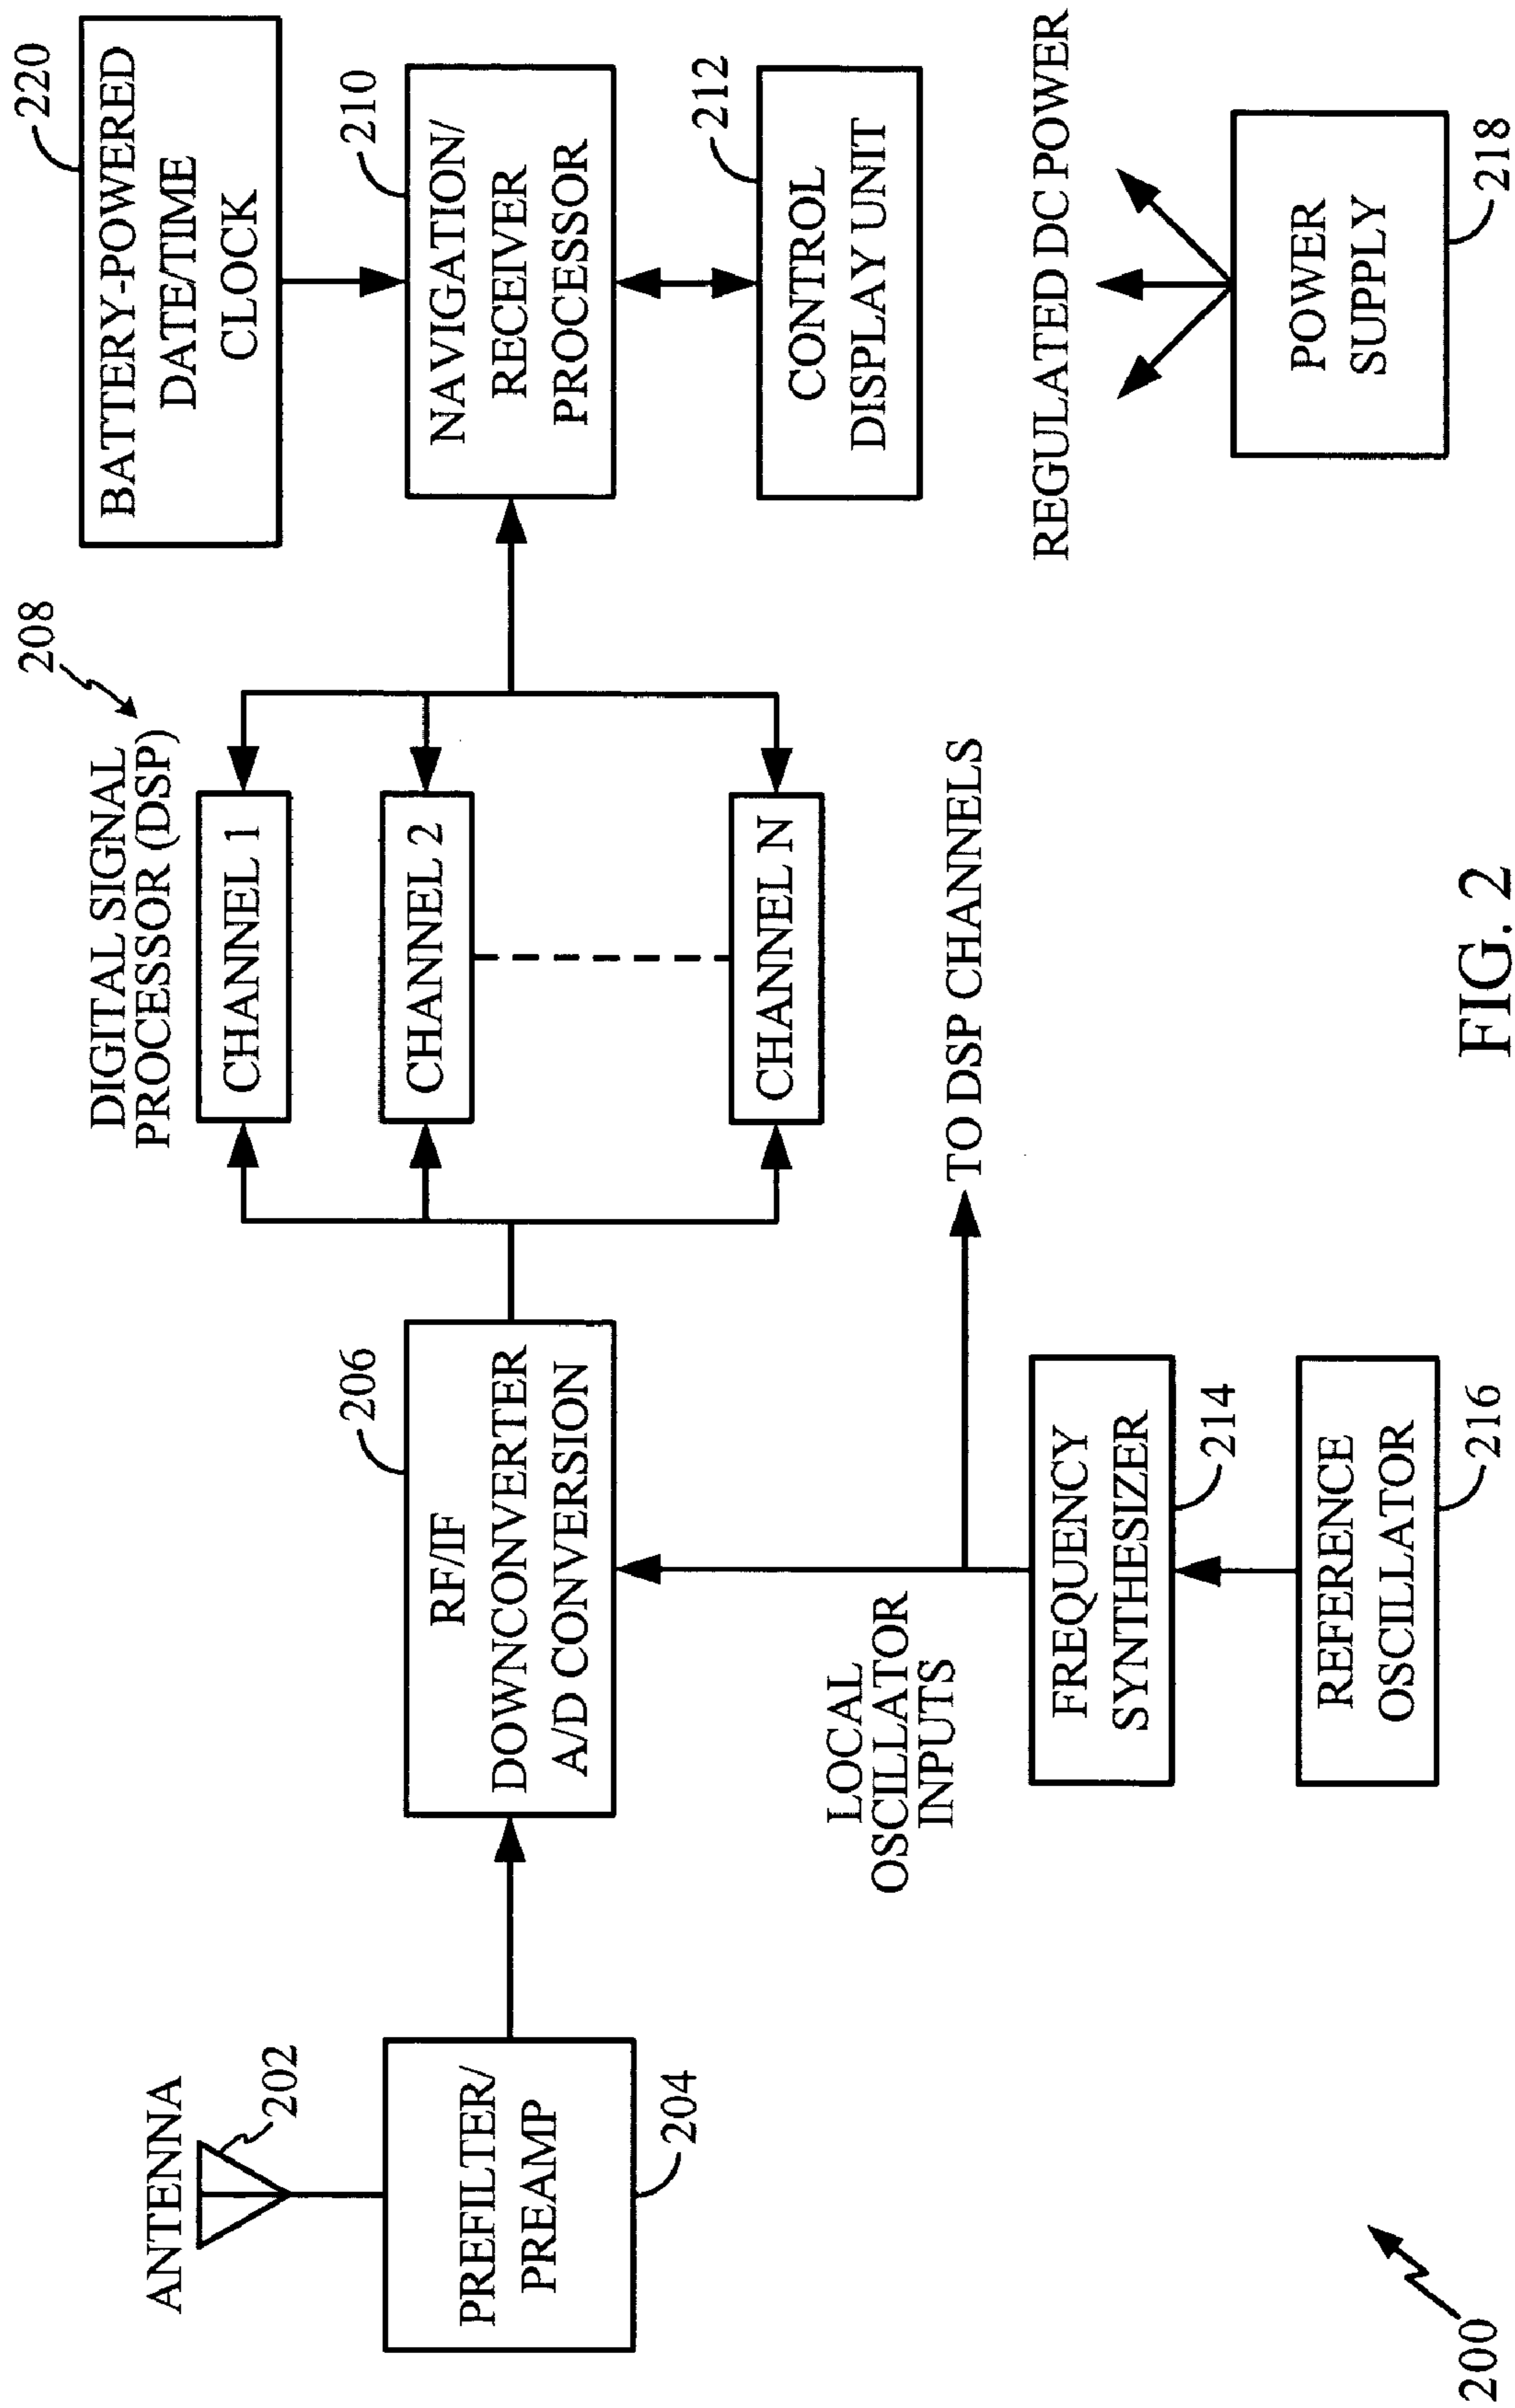 220
BATTERY-POWERED
DATE/TIME
CLOCK
210
NAVIGATION/
RECEIVER
PROCESSOR
212
CONTROL
DISPLAY UNIT
REGULATED DC POWER
POWER
SUPPLY
218
208
DIGITAL SIGNAL
PROCESSOR (DSP)
CHANNEL 1
CHANNEL 2
CHANNEL N
TO DSP CHANNELS
206
RF/IF
DOWNCONVERTER
A/D CONVERSION
LOCAL
OSCILLATOR
INPUTS
FREQUENCY
SYNTHESIZER
214
REFERENCE
OSCILLATOR
216
ANTENNA
202
PREFILTER/
PREAMP
204
200
FIG. 2